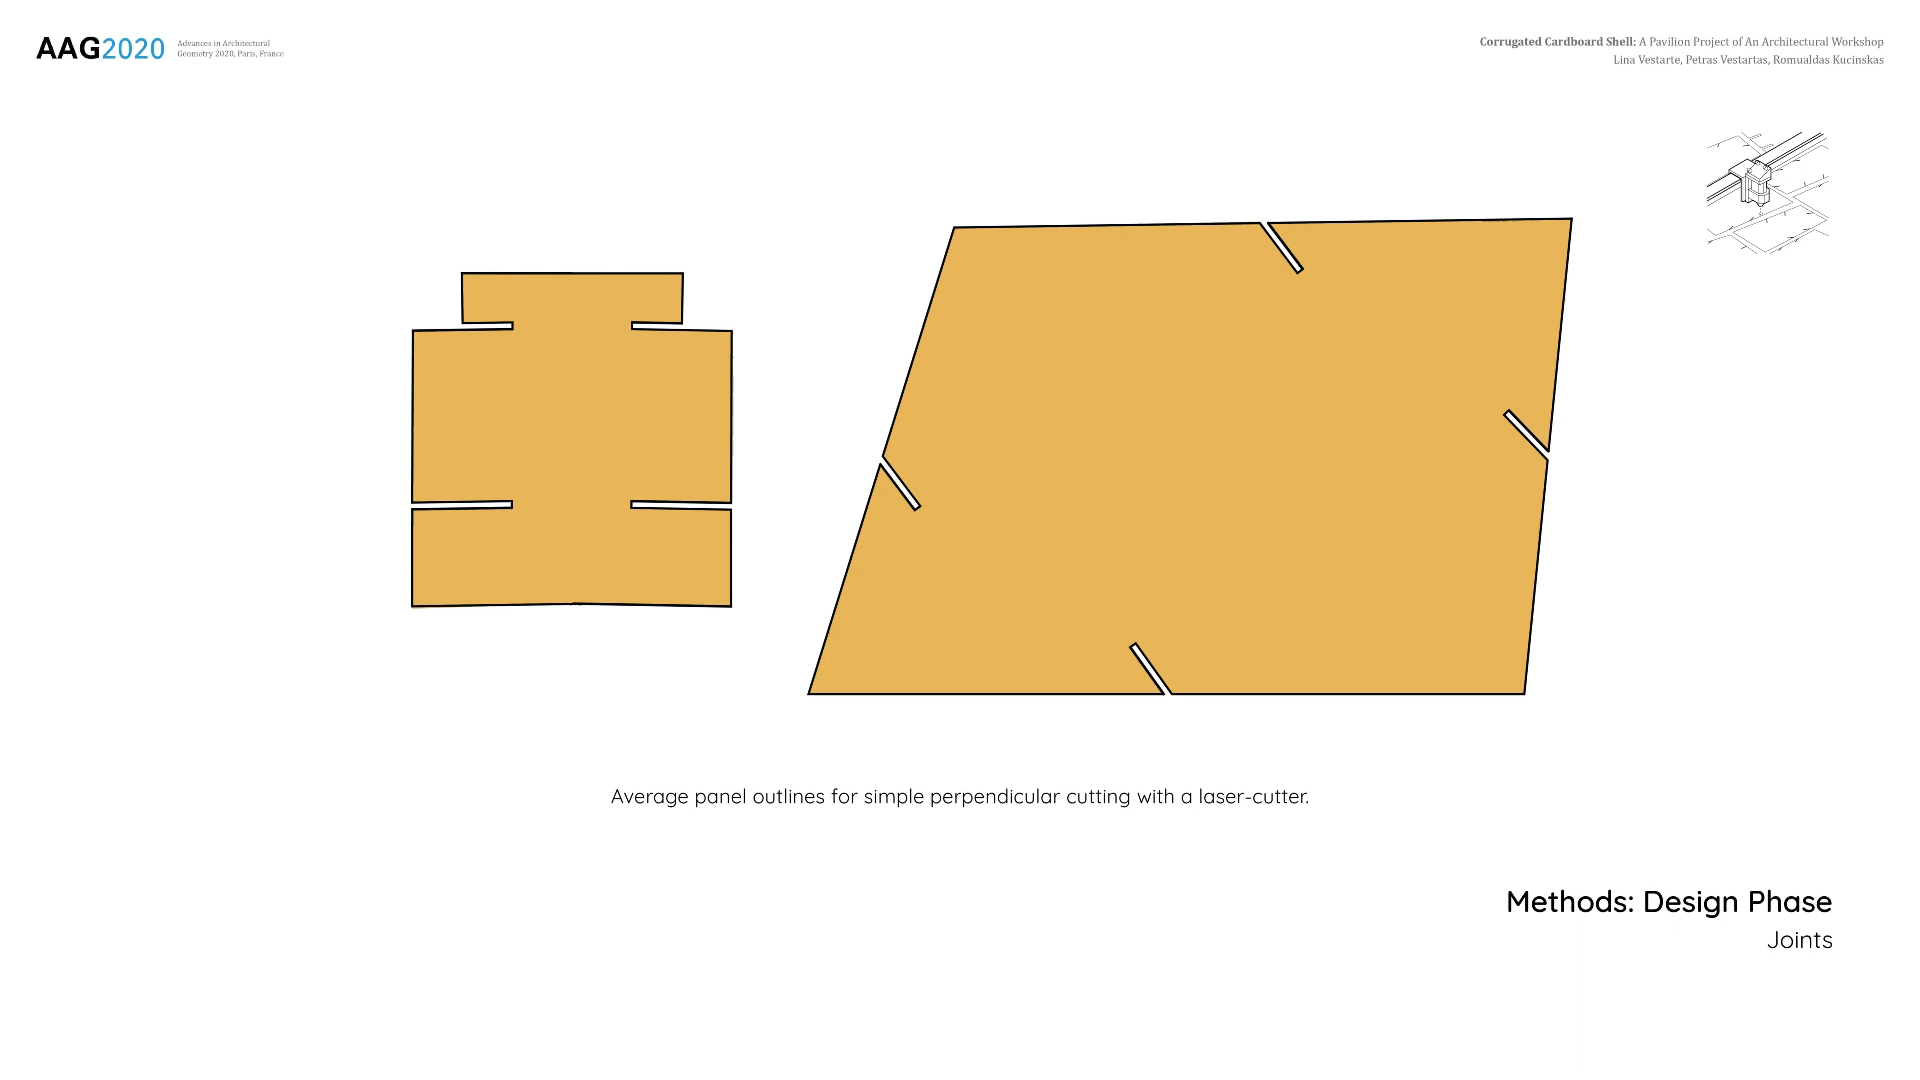 AAG2020
Advances in Architectural
Geometry 2020, Paris, France
Corrugated Cardboard Shell: A Pavilion Project of An Architectural Workshop
Lina Vestarte, Petras Vestartas, Romualdas Kucinskas
Average panel outlines for simple perpendicular cutting with a laser-cutter.
Methods: Design Phase
Joints